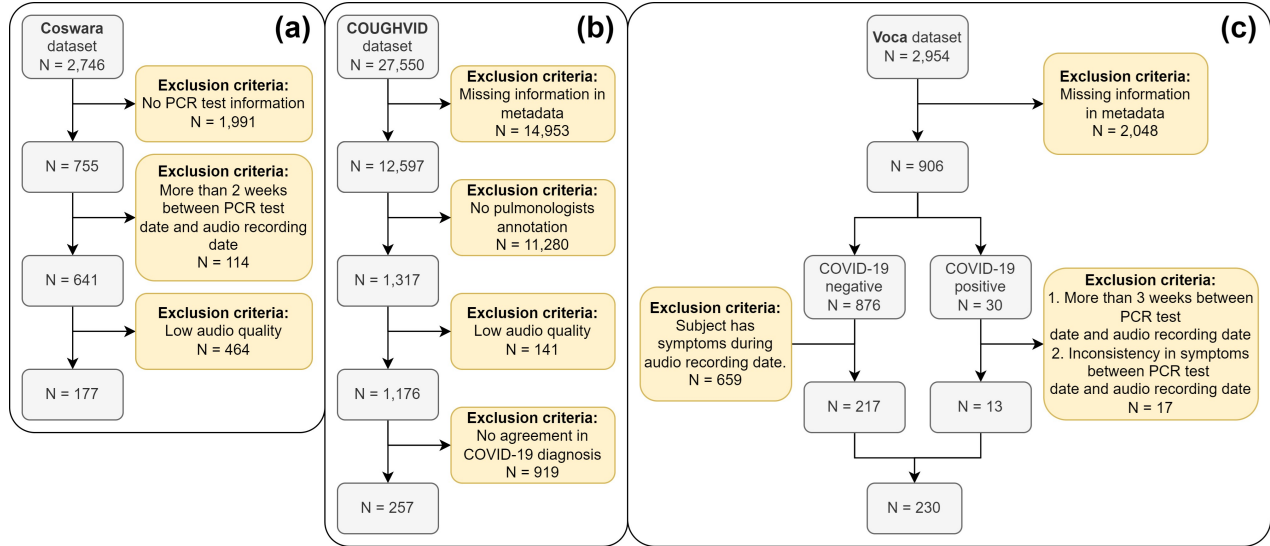 (a)
Coswara
dataset
N = 2,746
Exclusion criteria:
No PCR test information
N = 1,991
N = 755
Exclusion criteria:
More than 2 weeks
between PCR test
date and audio recording
date
N = 114
N = 641
Exclusion criteria:
Low audio quality
N = 464
N = 177
(b)
COUGHVID
dataset
N = 27,550
Exclusion criteria:
Missing information in
metadata
N = 14,953
N = 12,597
Exclusion criteria:
No pulmonologists
annotation
N = 11,280
N = 1,317
Exclusion criteria:
Low audio quality
N = 141
N = 1,176
Exclusion criteria:
No agreement in
COVID-19 diagnosis
N = 919
N = 257
(c)
Voca dataset
N = 2,954
Exclusion criteria:
Missing information
in metadata
N = 2,048
N = 906
COVID-19
negative
N = 876
COVID-19
positive
N = 30
Exclusion criteria:
Subject has
symptoms during
audio recording date.
N = 659
Exclusion criteria:
1. More than 3 weeks between
PCR test
date and audio recording date
2. Inconsistency in symptoms
between PCR test
date and audio recording date
N = 17
N = 217
N = 13
N = 230